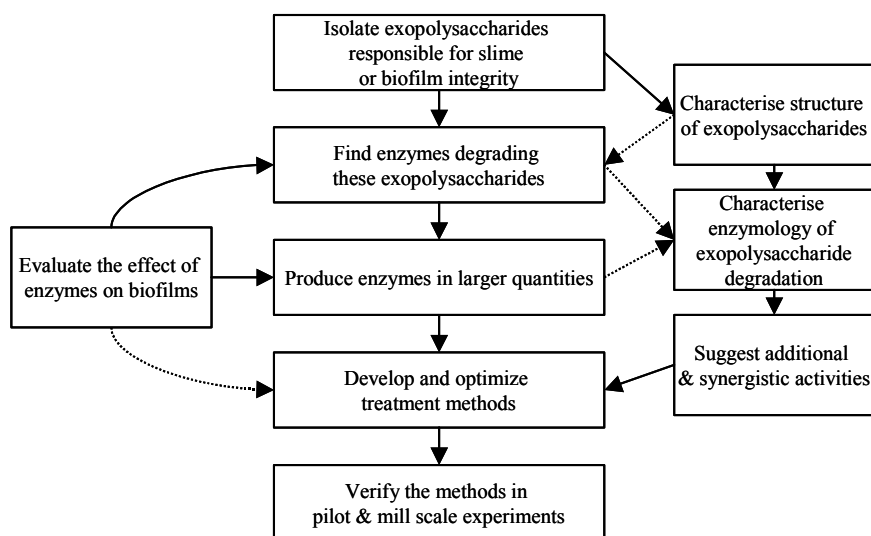 Isolate exopolysaccharides
responsible for slime
or biofilm integrity
Characterise structure
of exopolysaccharides
Find enzymes degrading
these exopolysaccharides
Characterise
enzymology of
exopolysaccharide
degradation
Evaluate the effect of
enzymes on biofilms
Produce enzymes in larger quantities
Suggest additional
& synergistic activities
Develop and optimize
treatment methods
Verify the methods in
pilot & mill scale experiments